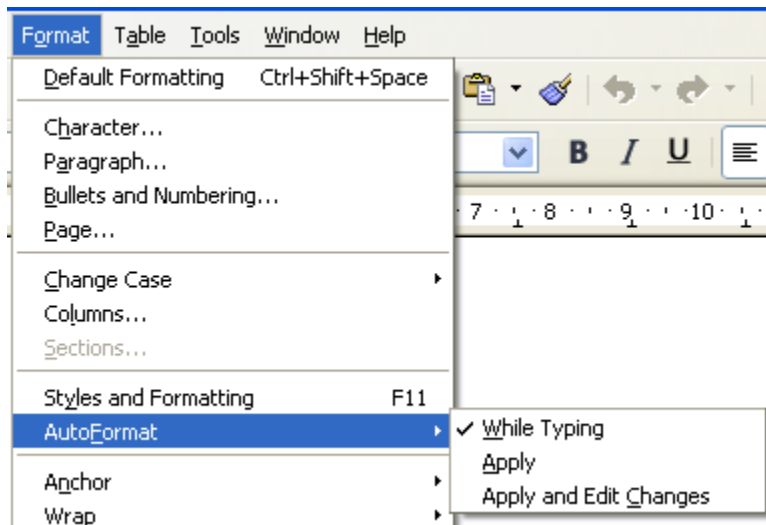 Format Table Tools Window Help
Default Formatting Ctrl+Shift+Space
Character...
Paragraph...
Bullets and Numbering...
B I U
7 8 9 10
Page...
Change Case
Columns...
Sections...
Styles and Formatting F11
AutoFormat
While Typing
Apply
Apply and Edit Changes
Anchor
Wrap